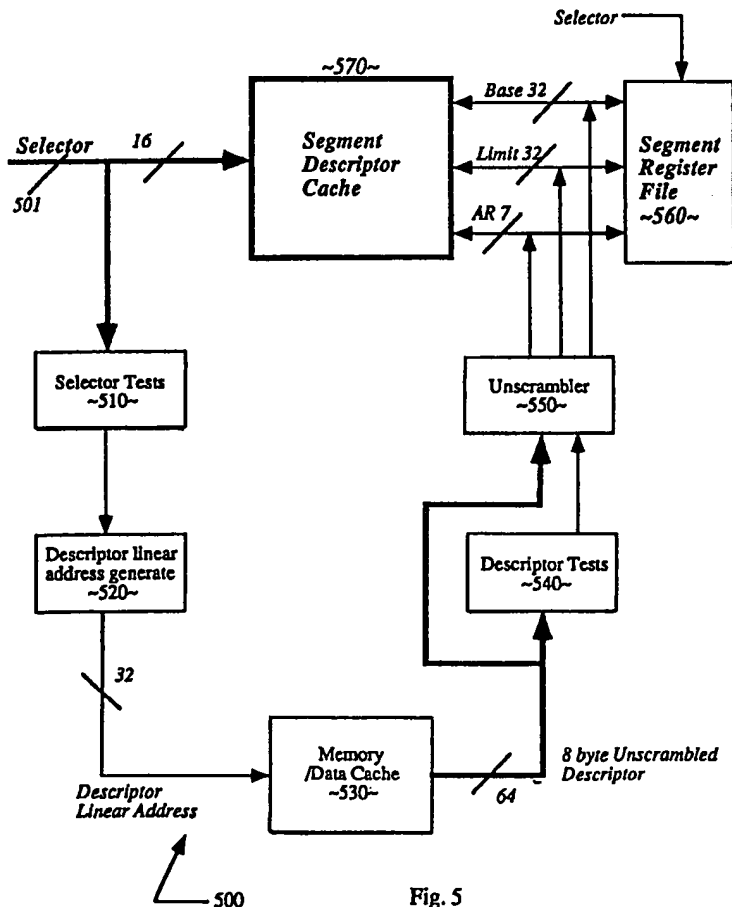 Selector
~570~
Segment
Descriptor
Cache
Base 32
Limit 32
AR 7
Segment
Register
File
~560~
Selector
16
501
Selector Tests
~510~
Unscrambler
~550~
Descriptor linear
address generate
~520~
Descriptor Tests
~540~
32
Memory
/Data Cache
~530~
8 byte Unscrambled
Descriptor
64
Descriptor
Linear Address
500
Fig. 5